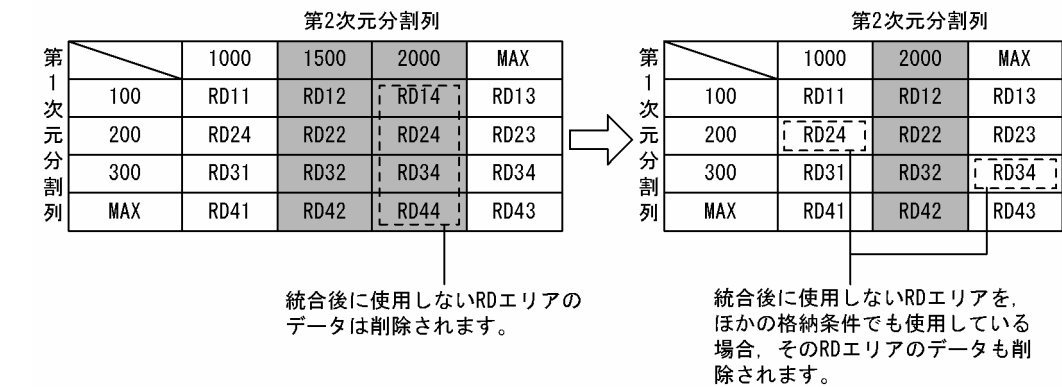 第2次元分割列
第1次元分割列
1000 1500 2000 MAX
100 RD11 RD12 RD14 RD13
200 RD24 RD22 RD24 RD23
300 RD31 RD32 RD34 RD34
MAX RD41 RD42 RD44 RD43
統合後に使用しないRDエリアの
データは削除されます。
第2次元分割列
第1次元分割列
1000 2000 MAX
100 RD11 RD12 RD13
200 RD24 RD22 RD23
300 RD31 RD32 RD34
MAX RD41 RD42 RD43
統合後に使用しないRDエリアを,
ほかの格納条件でも使用している
場合, そのRDエリアのデータも削
除されます。